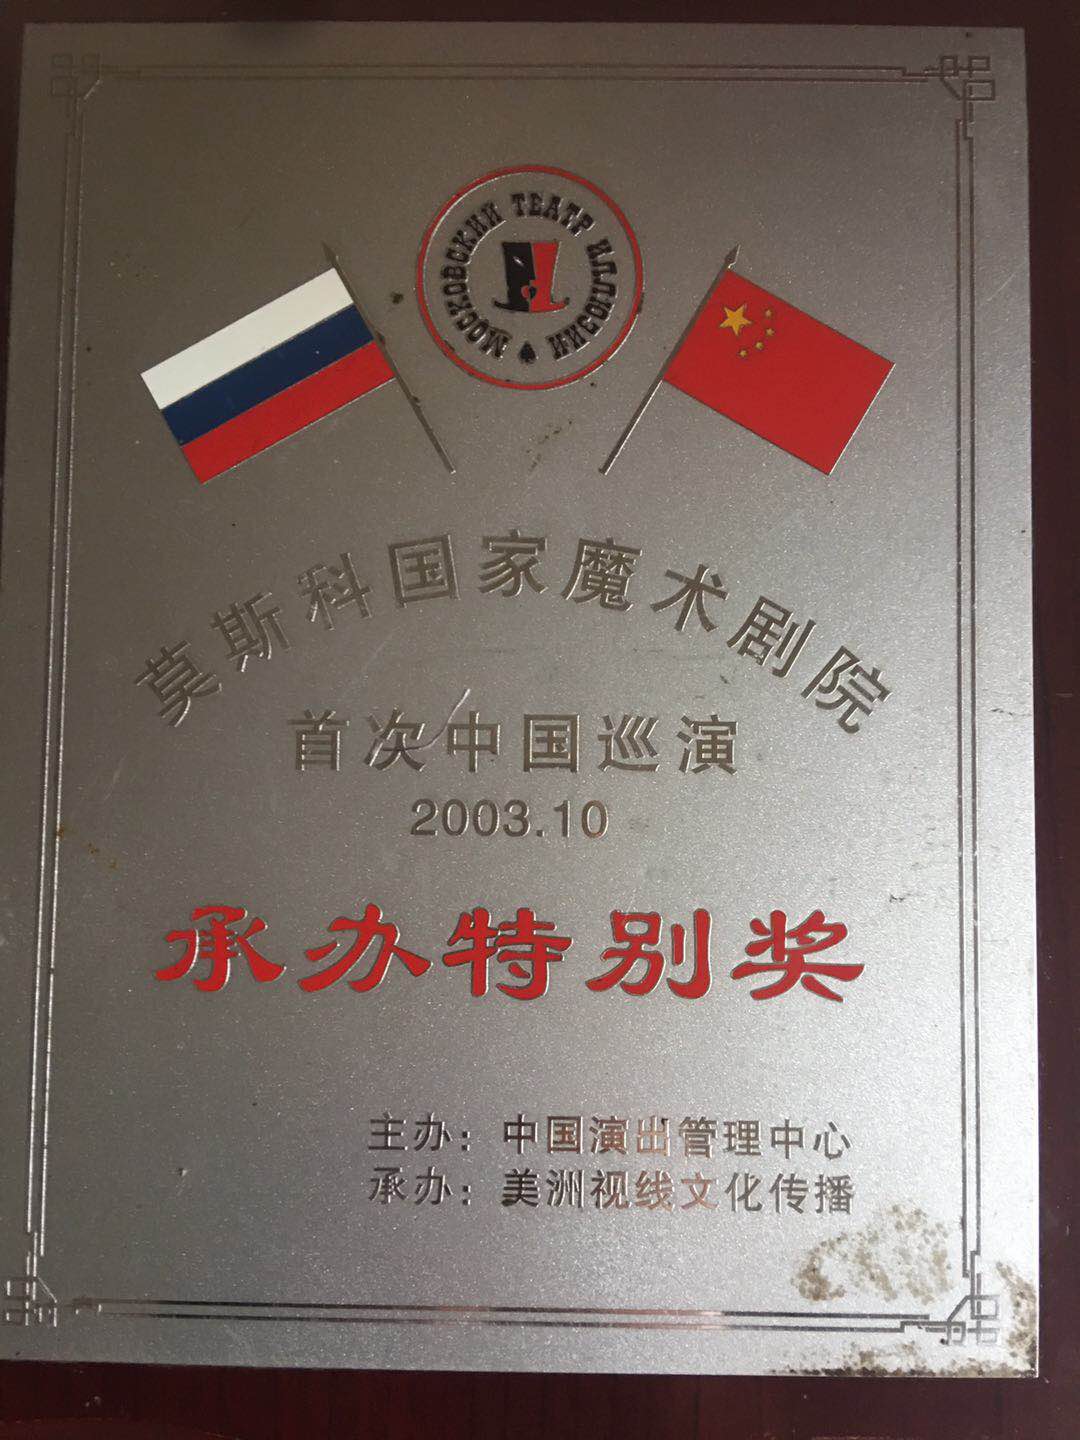 МОСКОВСКИЙ ТЕАТР ИЛЛЮЗИИ
莫斯科国家魔术剧院
首次中国巡演
2003.10
承办特别奖
主办：中国演出管理中心
承办：美洲视线文化传播